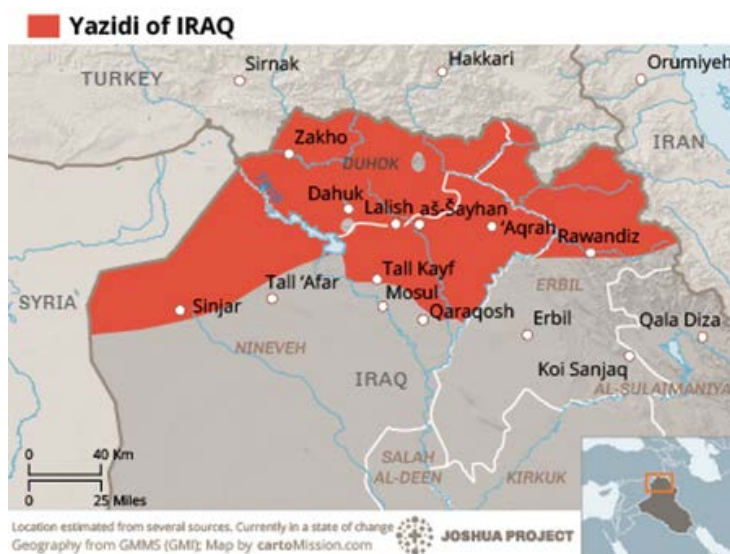 Yazidi of IRAQ
Sirnak
Hakkari
Orumiyeh
TURKEY
IRAN
Zakho
DUHOK
Dahuk
Lalish
aš-Šayhan
'Aqrah
Rawandiz
Tall Kayf
ERBIL
SYRIA
Sinjar
Tall 'Afar
Mosul
Qaraqosh
Erbil
Qala Diza
NINEVEH
IRAQ
Koi Sanjaq
AL-SULAIMANIYA
0 40 Km
0 25 Miles
SALAH
AL-DEEN
KIRKUK
Location estimated from several sources. Currently in a state of change
Geography from GMMS (GMI); Map by cartoMission.com
JOSHUA PROJECT